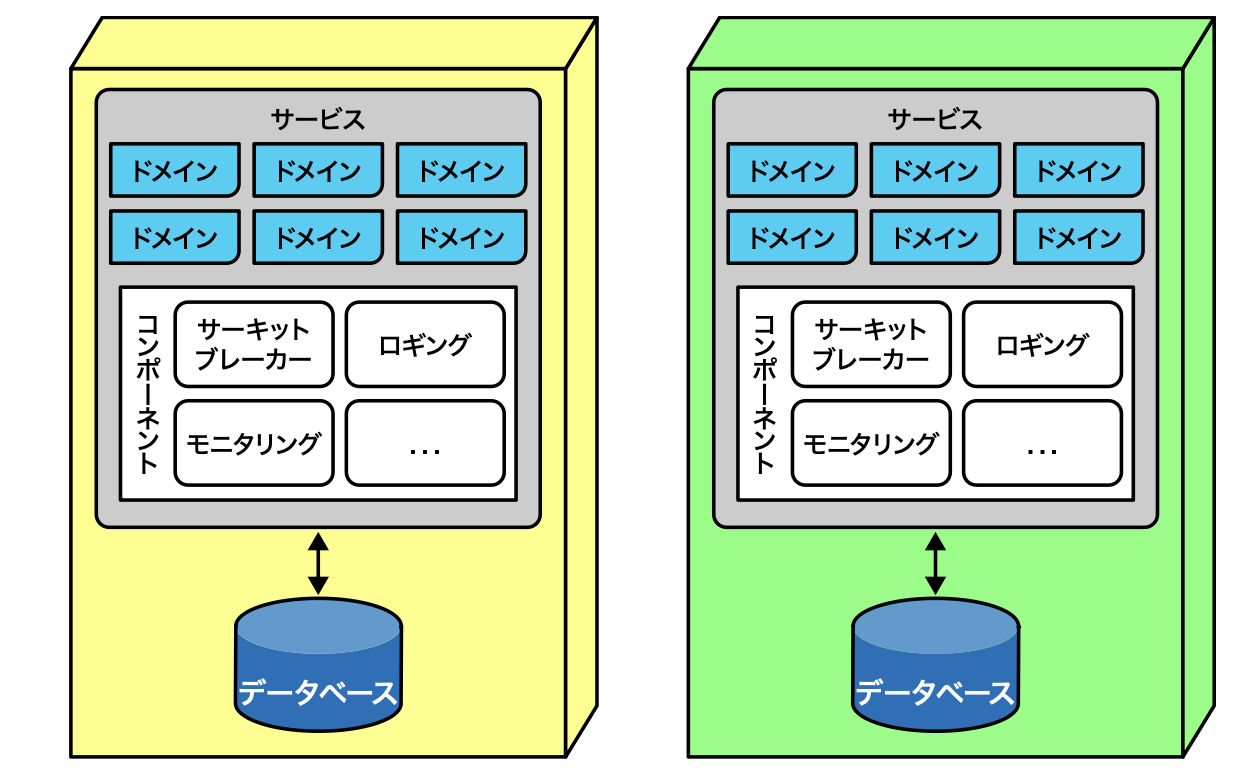 サービス
ドメイン
ドメイン
ドメイン
ドメイン
ドメイン
ドメイン
コンポーネント
サーキット
ブレーカー
ロギング
モニタリング
...
データベース
サービス
ドメイン
ドメイン
ドメイン
ドメイン
ドメイン
ドメイン
コンポーネント
サーキット
ブレーカー
ロギング
モニタリング
...
データベース